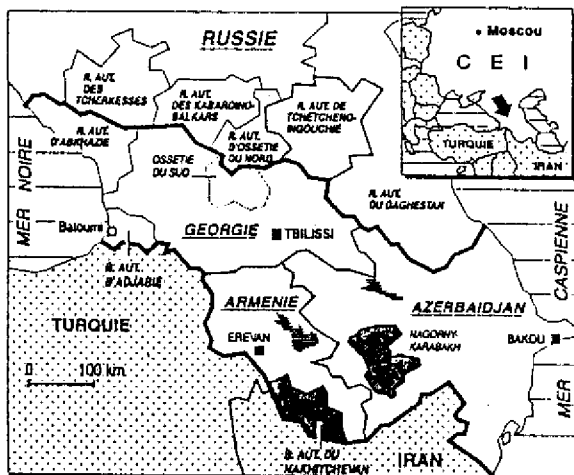 RUSSIE
R. AUT.
DES
TCHERKESSES
R. AUT.
DES KABARDINO-
BALKARS
R. AUT. DE
TCHETCHENO-
INGOUCHIE
R. AUT.
D'ABKHAZIE
R. AUT.
D'OSSETIE
DU NORD
OSSETIE
DU SUD
R. AUT.
DU DAGHESTAN
MER NOIRE
Batoumi
GEORGIE
TBILISSI
R. AUT.
D'ADJARIE
TURQUIE
ARMENIE
EREVAN
AZERBAIDJAN
NAGORNY-
KARABAKH
BAKOU
MER CASPIENNE
0 100 km
R. AUT. DU
NAKHITCHEVAN
IRAN
Moscou
C E I
TURQUIE
IRAN